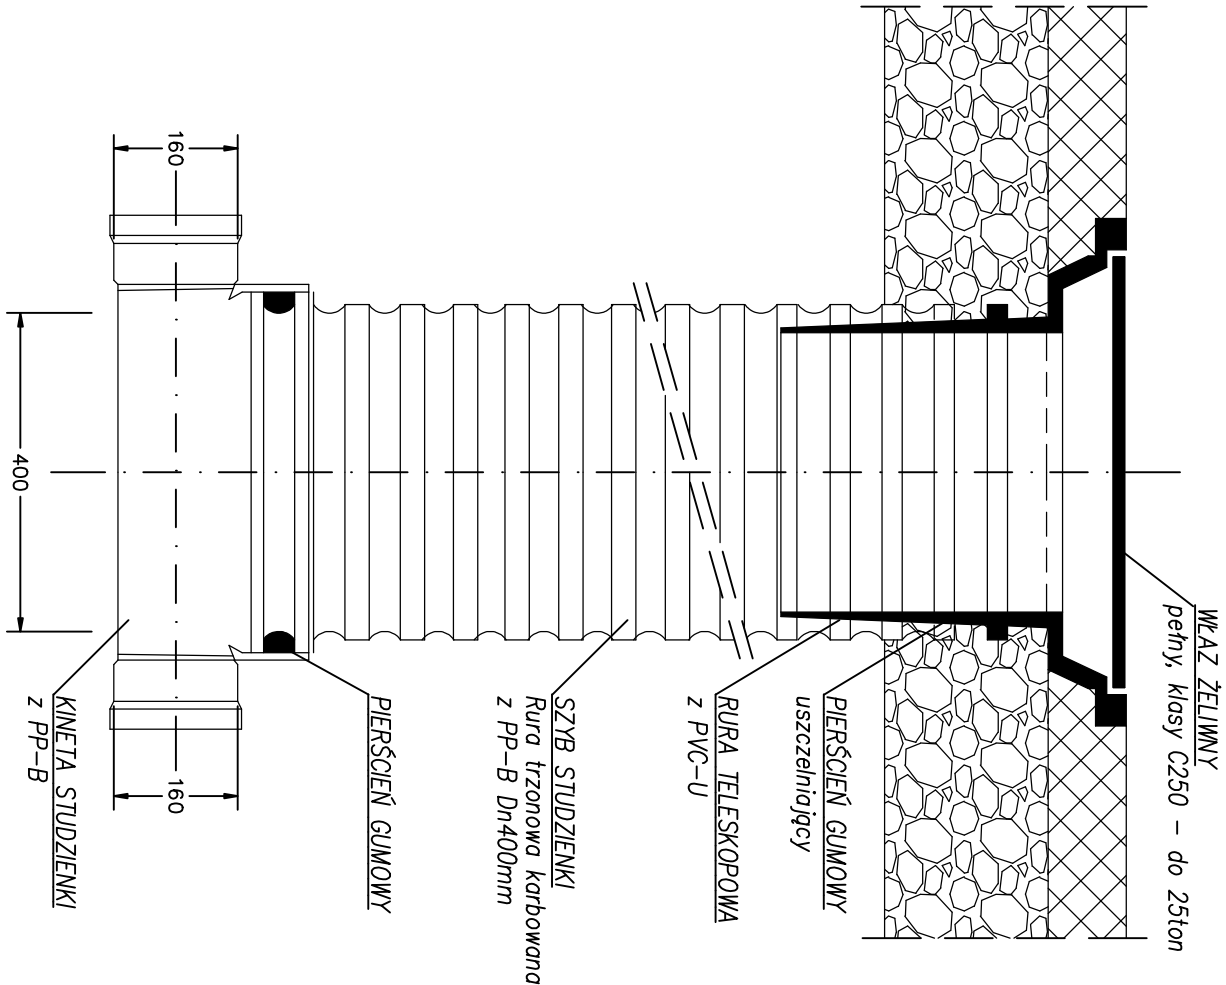 WŁAZ ŻELIWNY
pełny, klasy C250 - do 25ton
PIERŚCIEŃ GUMOWY
uszczelniający
RURA TELESKOPOWA
z PVC-U
SZYB STUDZIENKI
Rura trzonowa karbowana
z PP-B Dn400mm
PIERŚCIEŃ GUMOWY
KINETA STUDZIENKI
z PP-B
160
400
160